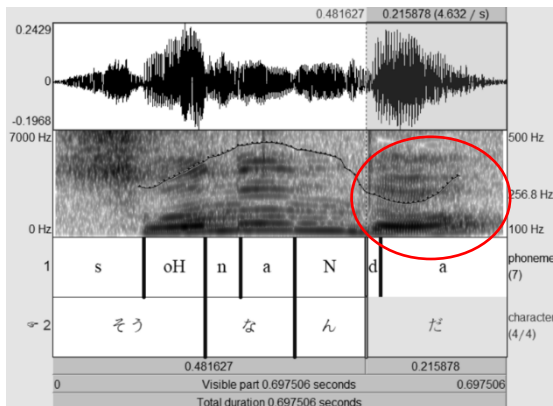 0.481627 0.215878 (4.632 / s)
0.2429
0
-0.1968
7000 Hz 500 Hz
256.8 Hz
0 Hz 100 Hz
1 s oH n a N d a phoneme (7)
2 そう な ん だ character (4/4)
0.481627 0.215878
0 Visible part 0.697506 seconds 0.697506
Total duration 0.697506 seconds